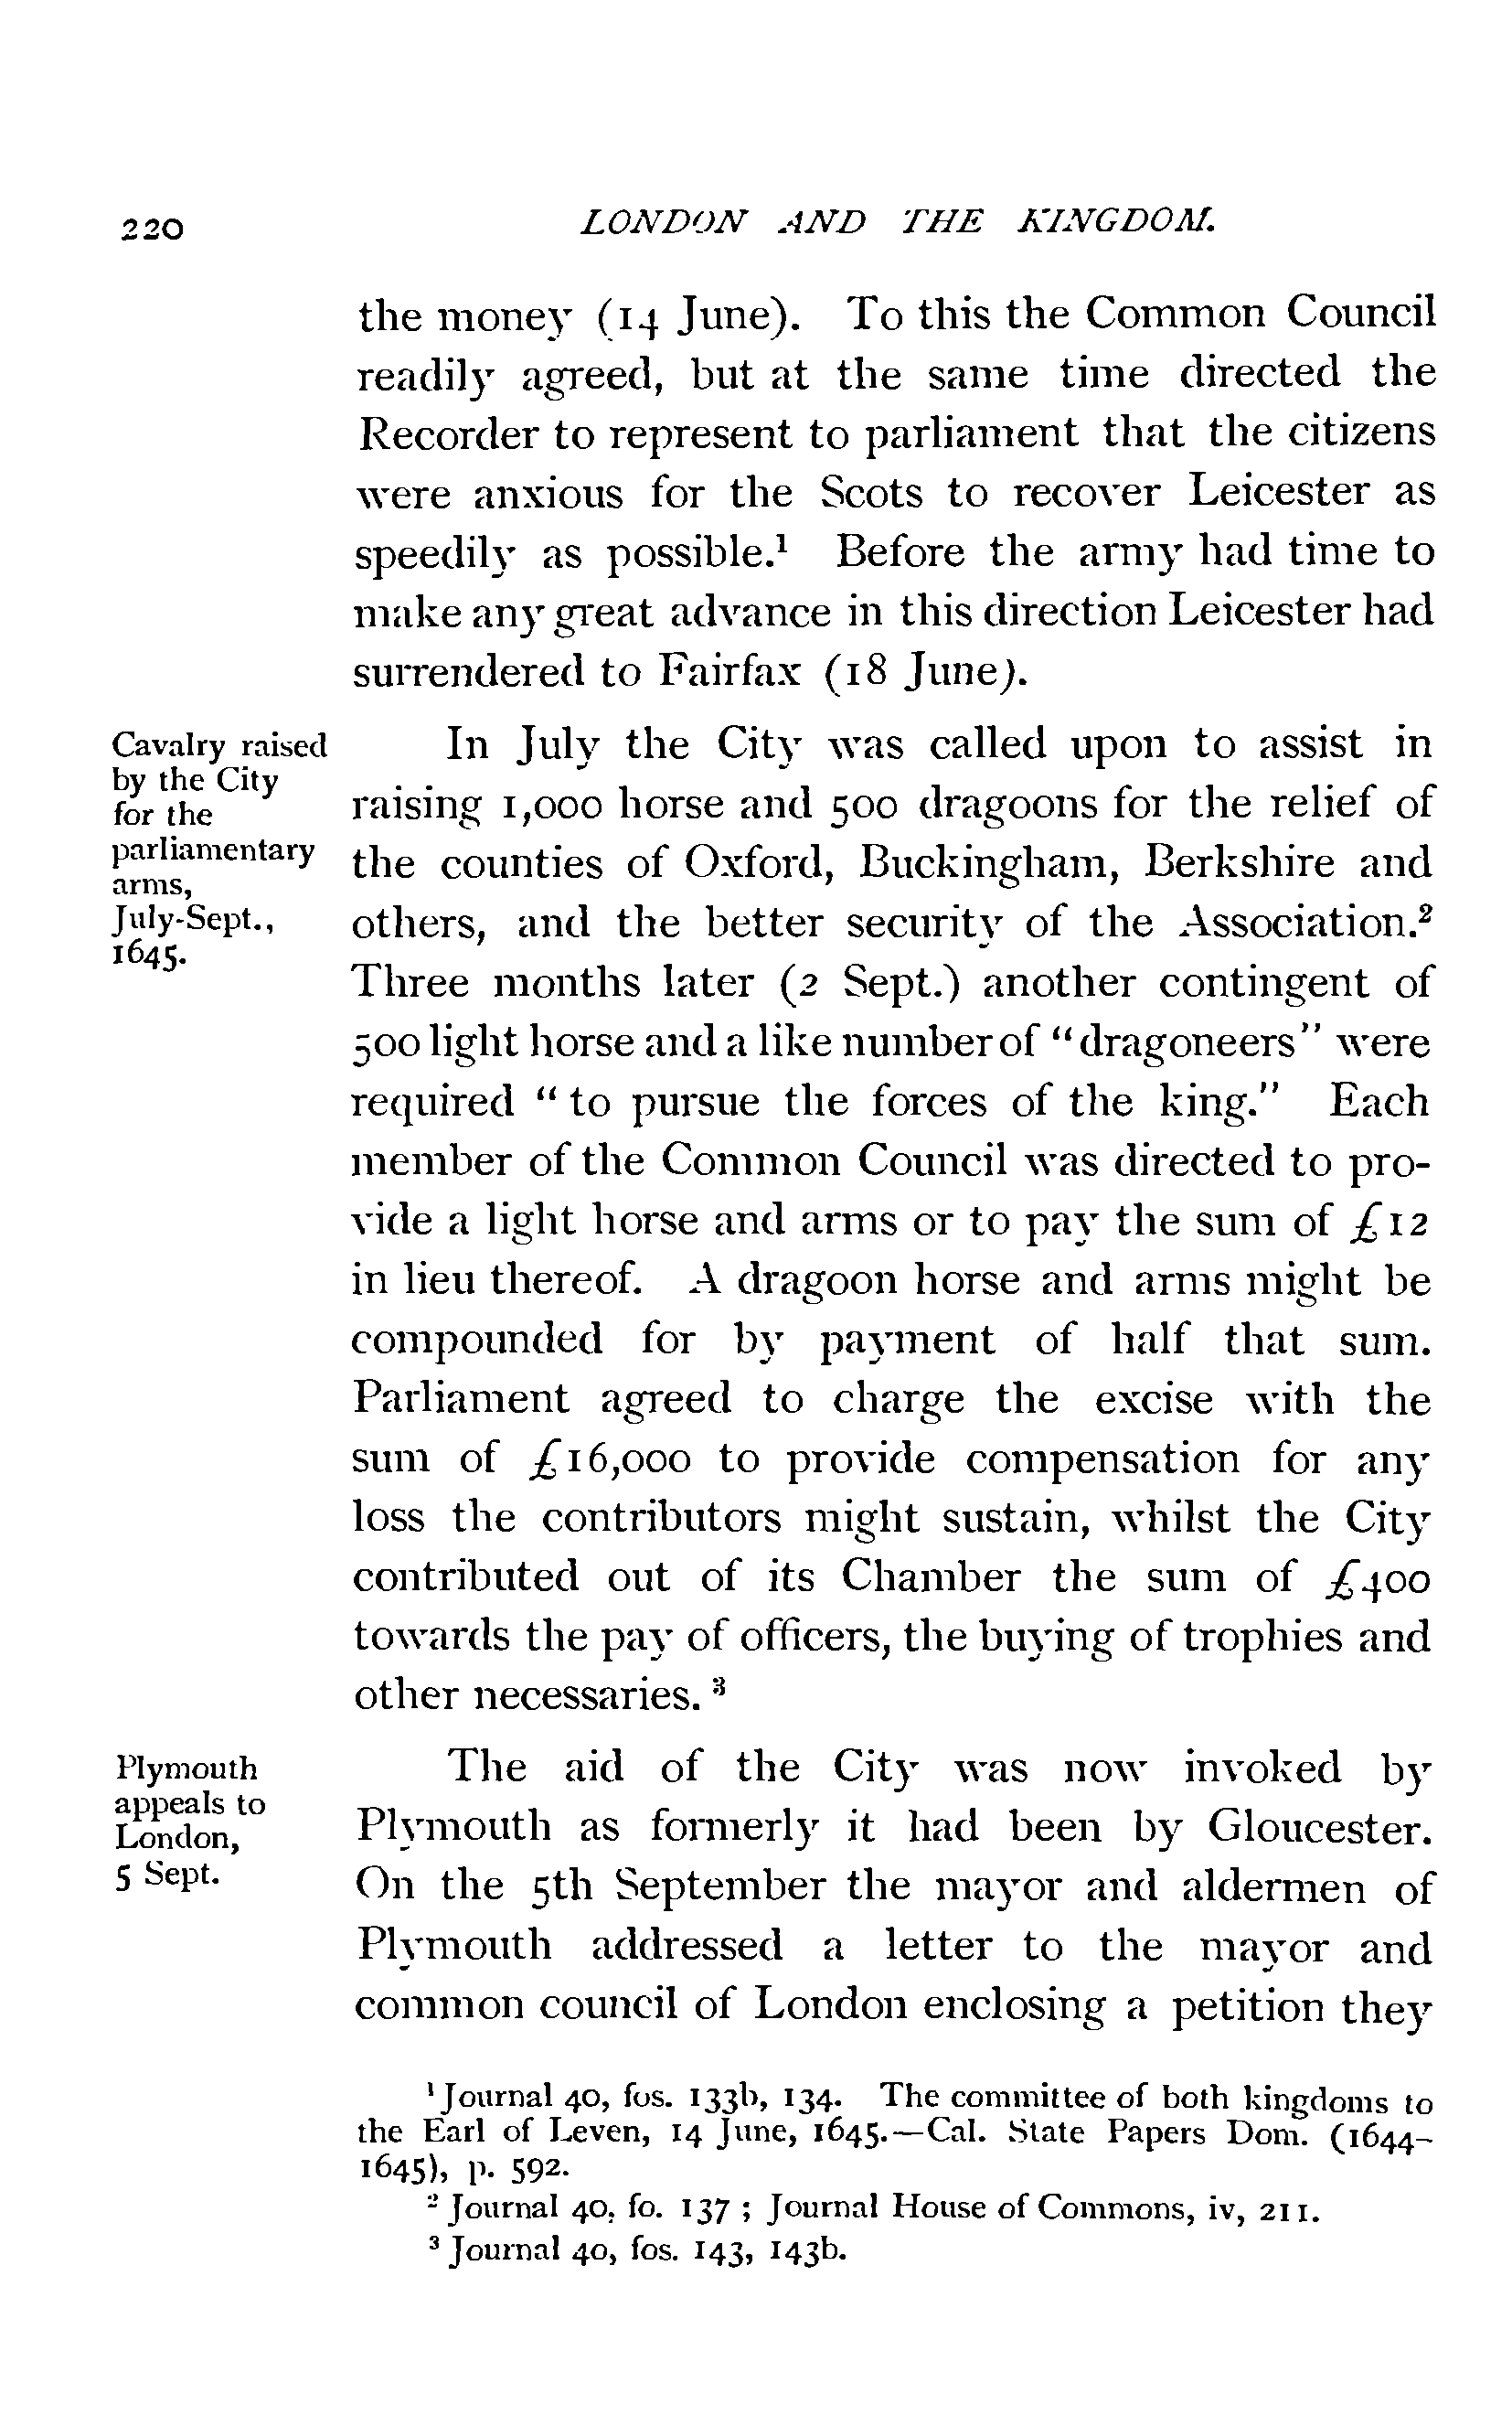 220 LONDON AND THE KINGDOM.
the money (14 June). To this the Common Council
readily agreed, but at the same time directed the
Recorder to represent to parliament that the citizens
were anxious for the Scots to recover Leicester as
speedily as possible.¹ Before the army had time to
make any great advance in this direction Leicester had
surrendered to Fairfax (18 June).
Cavalry raised
by the City
for the
parliamentary
arms,
July-Sept.,
1645.
In July the City was called upon to assist in
raising 1,000 horse and 500 dragoons for the relief of
the counties of Oxford, Buckingham, Berkshire and
others, and the better security of the Association.²
Three months later (2 Sept.) another contingent of
500 light horse and a like number of "dragoneers" were
required "to pursue the forces of the king." Each
member of the Common Council was directed to pro-
vide a light horse and arms or to pay the sum of £12
in lieu thereof. A dragoon horse and arms might be
compounded for by payment of half that sum.
Parliament agreed to charge the excise with the
sum of £16,000 to provide compensation for any
loss the contributors might sustain, whilst the City
contributed out of its Chamber the sum of £400
towards the pay of officers, the buying of trophies and
other necessaries.³
Plymouth
appeals to
London,
5 Sept.
The aid of the City was now invoked by
Plymouth as formerly it had been by Gloucester.
On the 5th September the mayor and aldermen of
Plymouth addressed a letter to the mayor and
common council of London enclosing a petition they
¹ Journal 40, fos. 133b, 134. The committee of both kingdoms to
the Earl of Leven, 14 June, 1645.—Cal. State Papers Dom. (1644-
1645), p. 592.
² Journal 40, fo. 137 ; Journal House of Commons, iv, 211.
³ Journal 40, fos. 143, 143b.